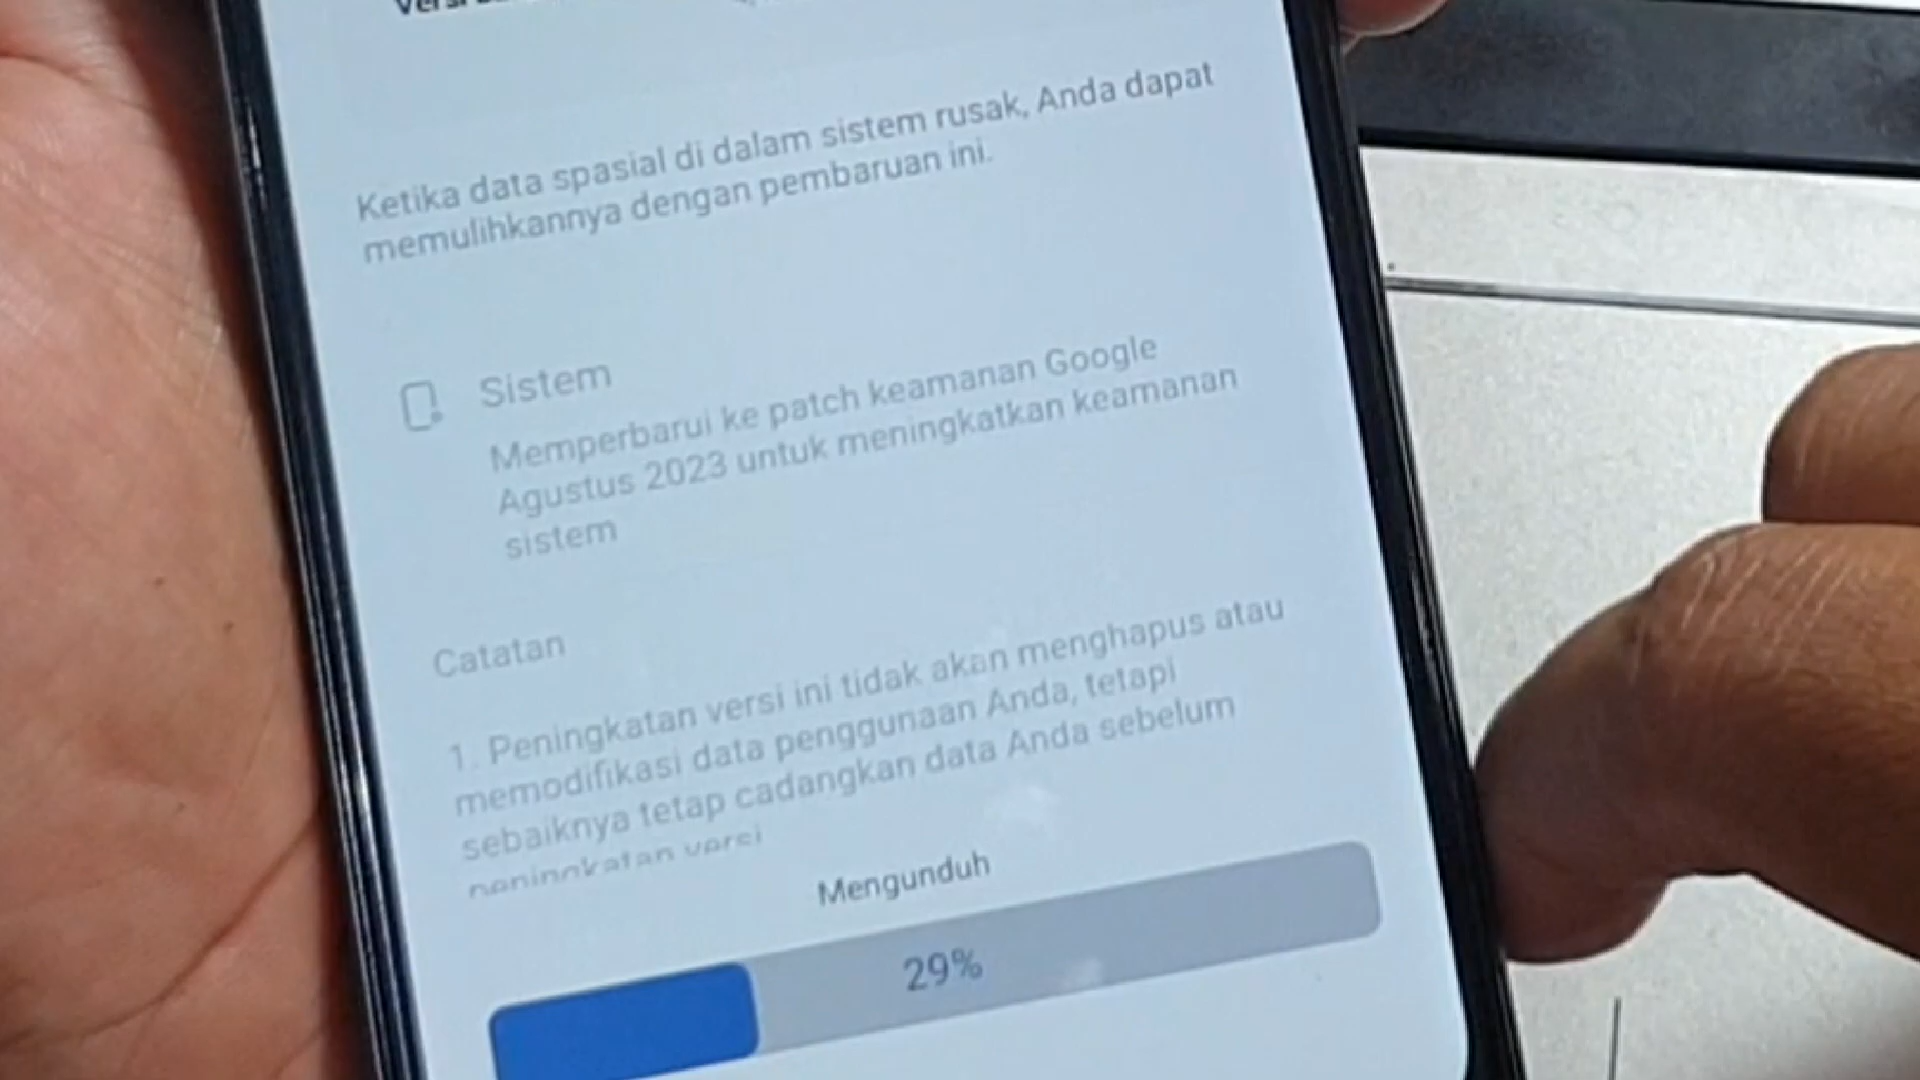 Ketika data spasial di dalam sistem rusak, Anda dapat
memulihkannya dengan pembaruan ini.
Sistem
Memperbarui ke patch keamanan Google
Agustus 2023 untuk meningkatkan keamanan
sistem
Catatan
1. Peningkatan versi ini tidak akan menghapus atau
memodifikasi data penggunaan Anda, tetapi
sebaiknya tetap cadangkan data Anda sebelum
peningkatan versi
Mengunduh
29%